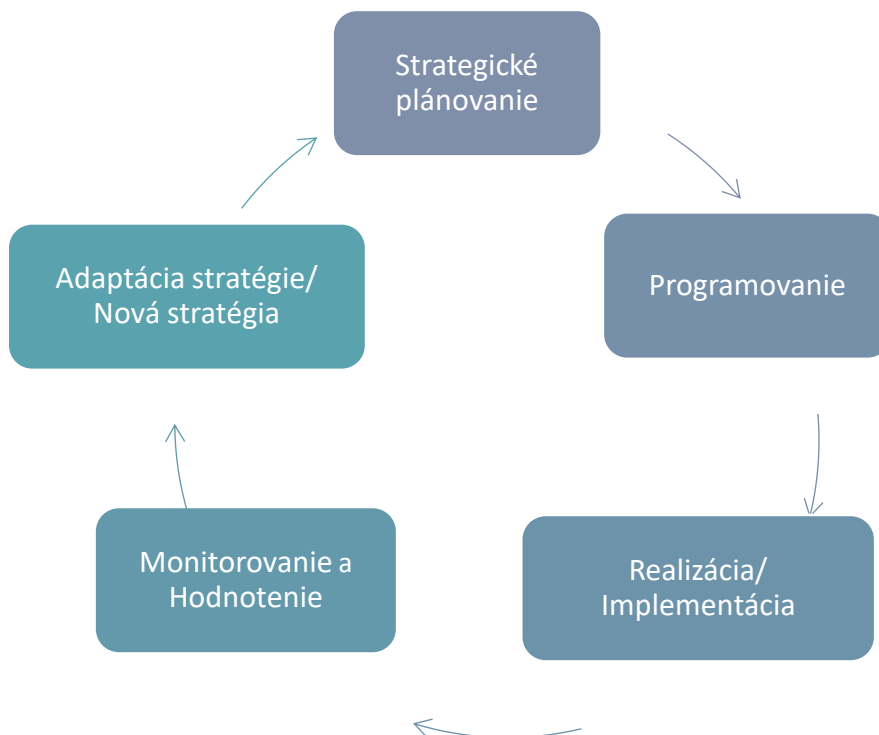 Strategické
plánovanie
Programovanie
Realizácia/
Implementácia
Monitorovanie a
Hodnotenie
Adaptácia stratégie/
Nová stratégia